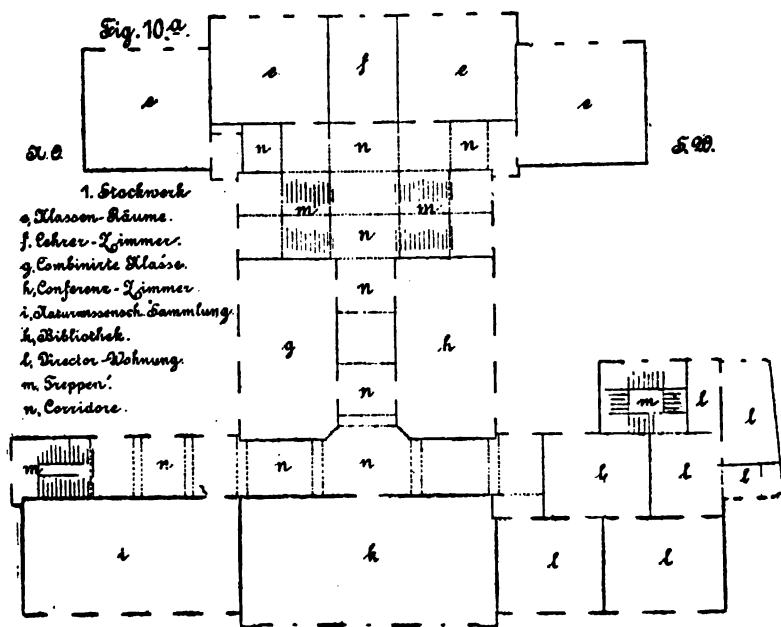 Fig. 10.a.
e
f
e
e
e
N. O.
S. W.
n
n
n
1. Stockwerk
e, Klassen-Räume.
f. Lehrer-Zimmer.
g. Combinirte Klasse.
h, Conferenz-Zimmer
i, Naturwissensch. Sammlung.
k, Bibliothek.
l, Director-Wohnung.
m. Treppen.
n, Corridore.
m
m
n
n
g
h
n
m
l
l
m
n
n
n
l
l
i
k
l
l